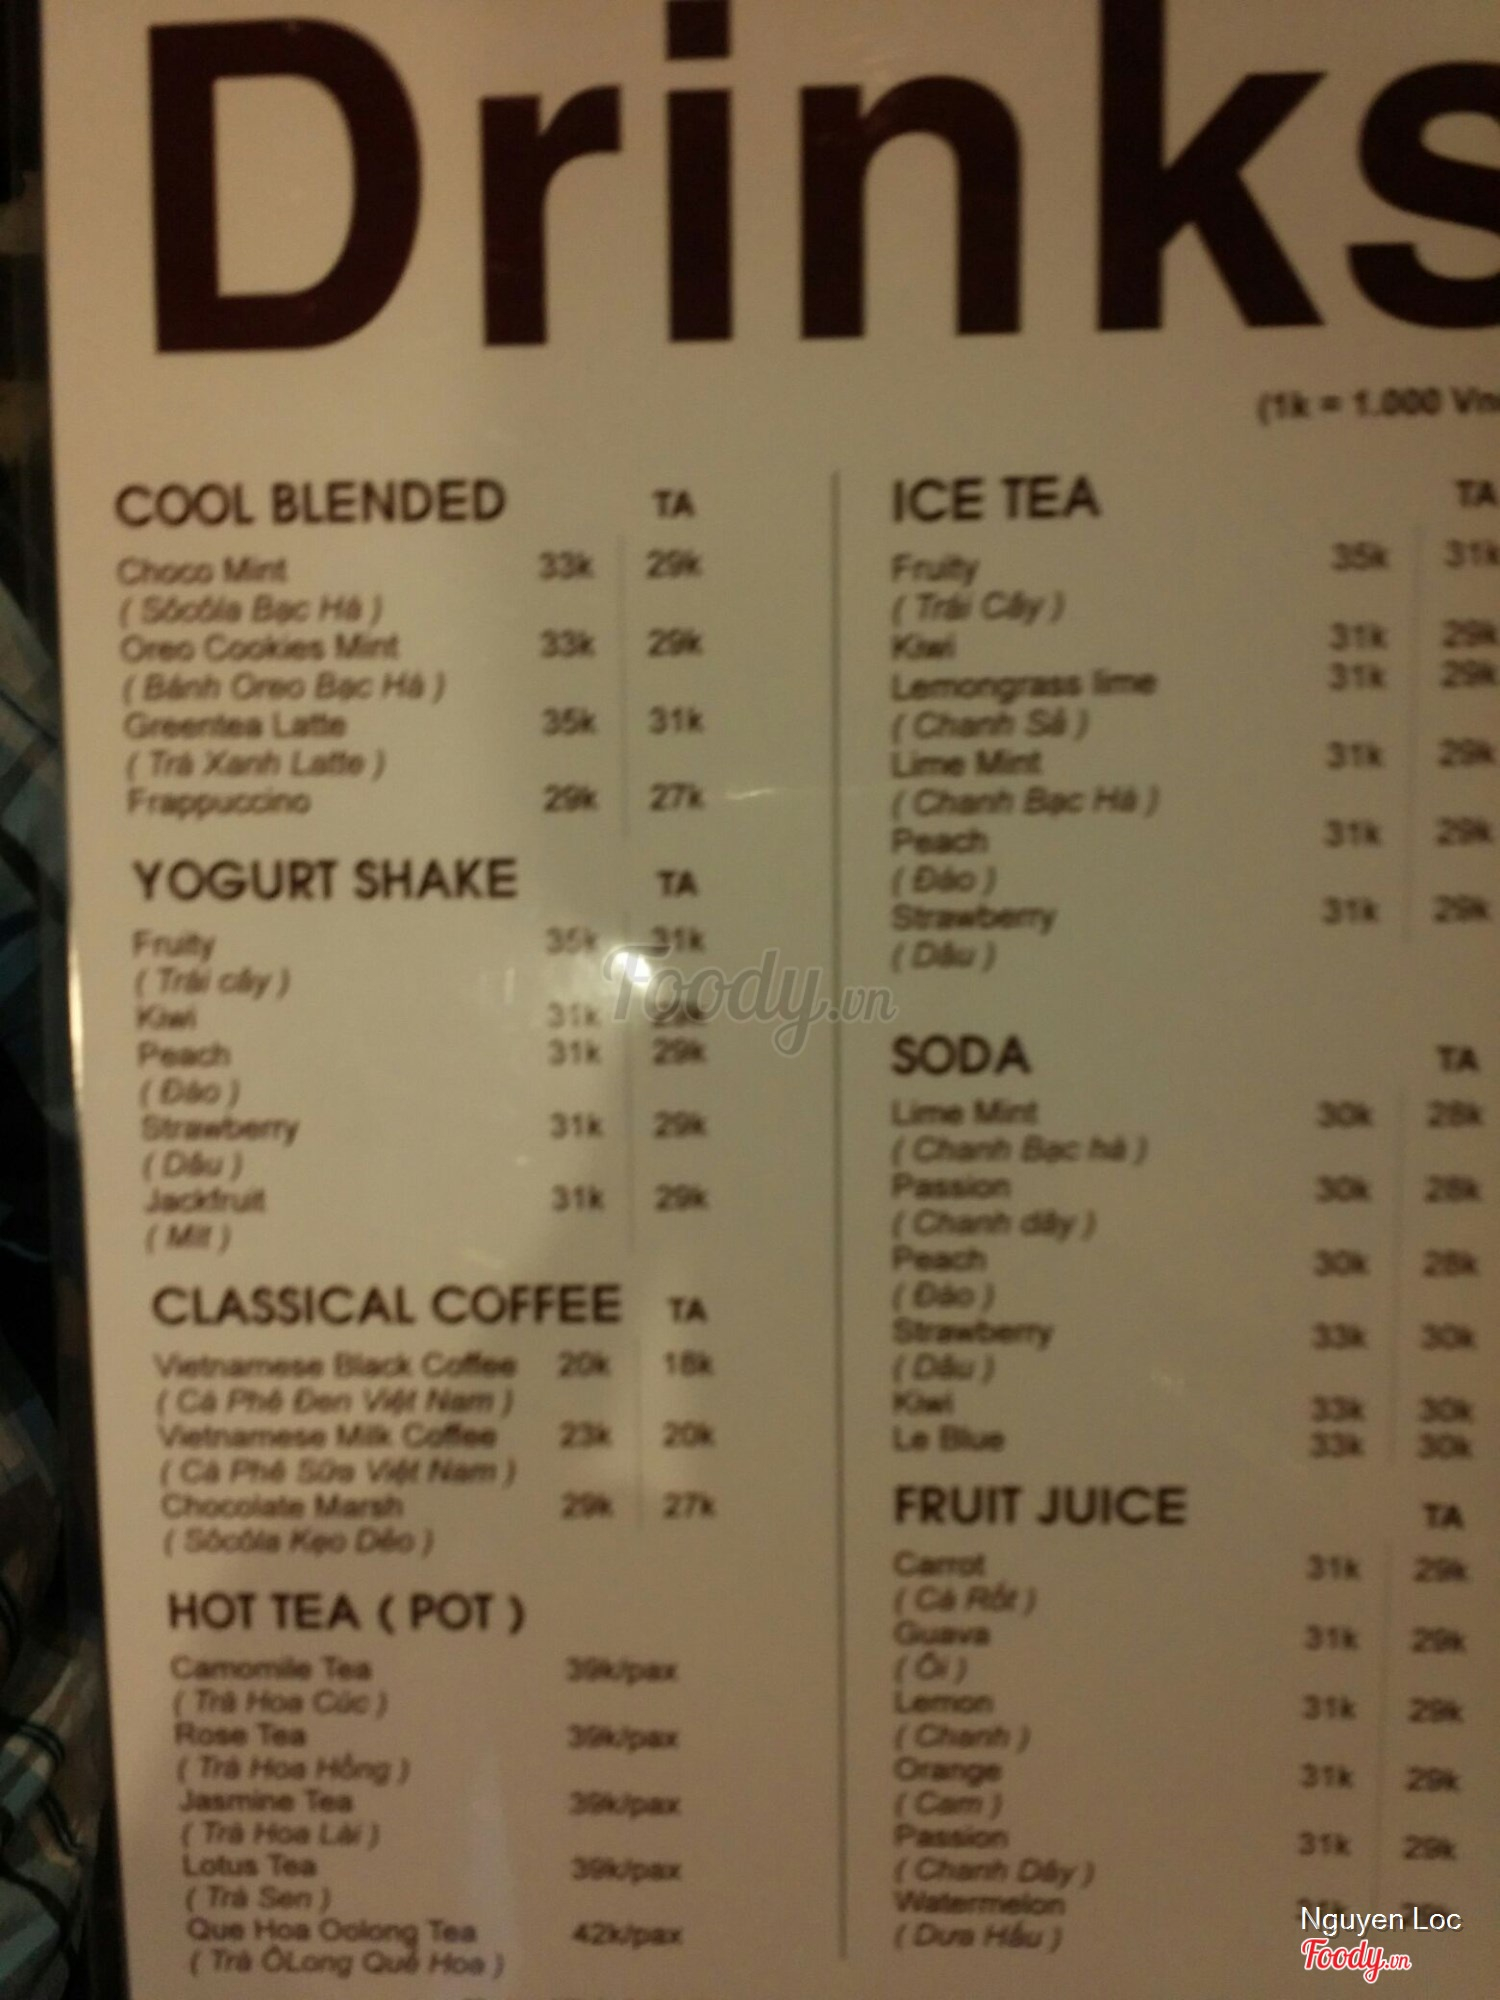 Drinks
(1k = 1.000 Vn
COOL BLENDED TA
Choco Mint 33k 29k
( Sôcôla Bạc Hà )
Oreo Cookies Mint 33k 29k
( Bánh Oreo Bạc Hà )
Greentea Latte 35k 31k
( Trà Xanh Latte )
Frappuccino 29k 27k
YOGURT SHAKE TA
Fruity 35k 31k
( Trái cây )
Kiwi 31k 29k
Peach 31k 29k
( Đào )
Strawberry 31k 29k
( Dâu )
Jackfruit 31k 29k
( Mít )
CLASSICAL COFFEE TA
Vietnamese Black Coffee 20k 18k
( Cà Phê Đen Việt Nam )
Vietnamese Milk Coffee 23k 20k
( Cà Phê Sữa Việt Nam )
Chocolate Marsh 29k 27k
( Sôcôla Kẹo Dẻo )
HOT TEA ( POT )
Camomile Tea 39k/pax
( Trà Hoa Cúc )
Rose Tea 39k/pax
( Trà Hoa Hồng )
Jasmine Tea 39k/pax
( Trà Hoa Lài )
Lotus Tea 39k/pax
( Trà Sen )
Que Hoa Oolong Tea 42k/pax
( Trà ÔLong Quế Hoa )
ICE TEA TA
Fruity 35k 31k
( Trái Cây )
Kiwi 31k 29k
Lemongrass lime 31k 29k
( Chanh Sả )
Lime Mint 31k 29k
( Chanh Bạc Hà )
Peach 31k 29k
( Đào )
Strawberry 31k 29k
( Dâu )
SODA TA
Lime Mint 30k 28k
( Chanh Bạc hà )
Passion 30k 28k
( Chanh dây )
Peach 30k 28k
( Đào )
Strawberry 33k 30k
( Dâu )
Kiwi 33k 30k
Le Blue 33k 30k
FRUIT JUICE TA
Carrot 31k 29k
( Cà Rốt )
Guava 31k 29k
( Ổi )
Lemon 31k 29k
( Chanh )
Orange 31k 29k
( Cam )
Passion 31k 29k
( Chanh Dây )
Watermelon
( Dưa Hấu )
Foody.vn
Nguyen Loc
Foody.vn